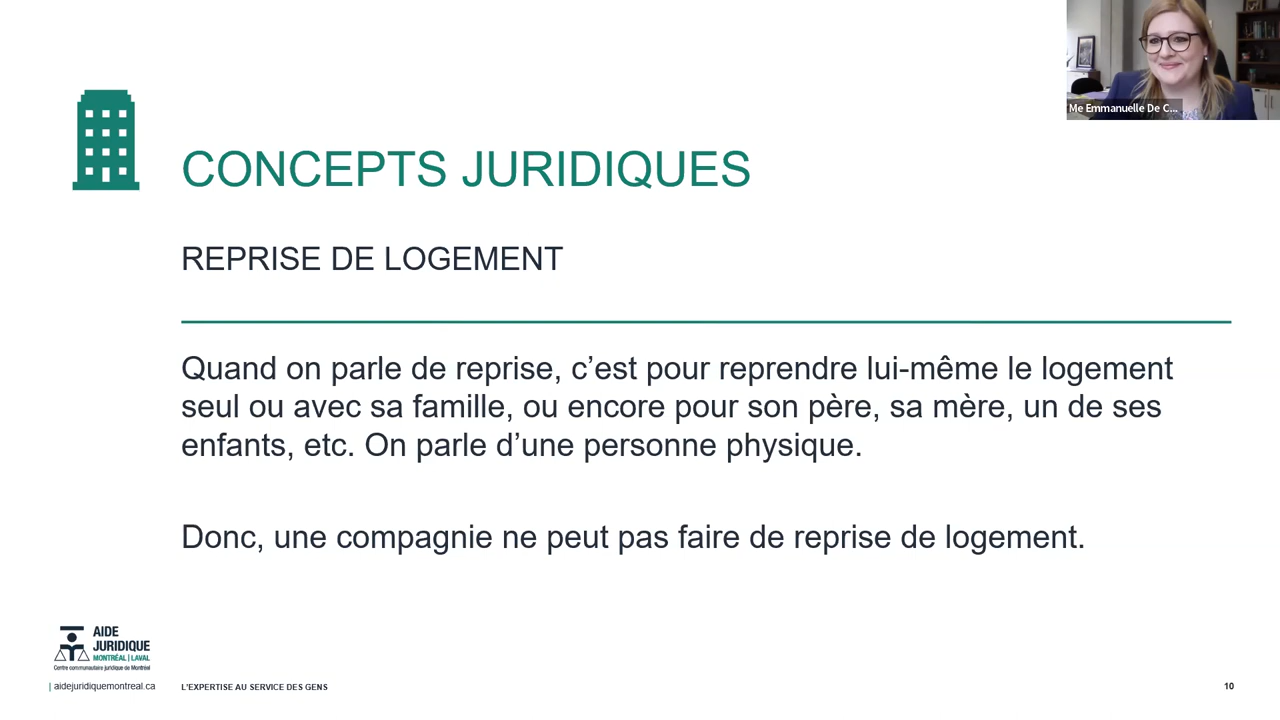 Me Emmanuelle De C...
CONCEPTS JURIDIQUES
REPRISE DE LOGEMENT
Quand on parle de reprise, c’est pour reprendre lui-même le logement
seul ou avec sa famille, ou encore pour son père, sa mère, un de ses
enfants, etc. On parle d’une personne physique.
Donc, une compagnie ne peut pas faire de reprise de logement.
AIDE
JURIDIQUE
MONTRÉAL | LAVAL
Centre communautaire juridique de Montréal
| aidejuridiquemontreal.ca
L'EXPERTISE AU SERVICE DES GENS
10